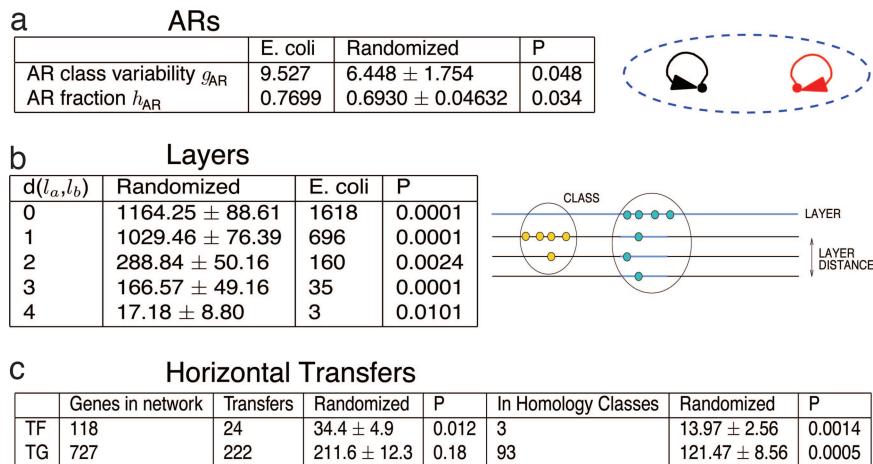 a ARs
E. coli Randomized P
AR class variability gAR 9.527 6.448 ± 1.754 0.048
AR fraction hAR 0.7699 0.6930 ± 0.04632 0.034
b Layers
d(la,lb) Randomized E. coli P
0 1164.25 ± 88.61 1618 0.0001
1 1029.46 ± 76.39 696 0.0001
2 288.84 ± 50.16 160 0.0024
3 166.57 ± 49.16 35 0.0001
4 17.18 ± 8.80 3 0.0101
CLASS
LAYER
LAYER
DISTANCE
c Horizontal Transfers
Genes in network Transfers Randomized P In Homology Classes Randomized P
TF 118 24 34.4 ± 4.9 0.012 3 13.97 ± 2.56 0.0014
TG 727 222 211.6 ± 12.3 0.18 93 121.47 ± 8.56 0.0005